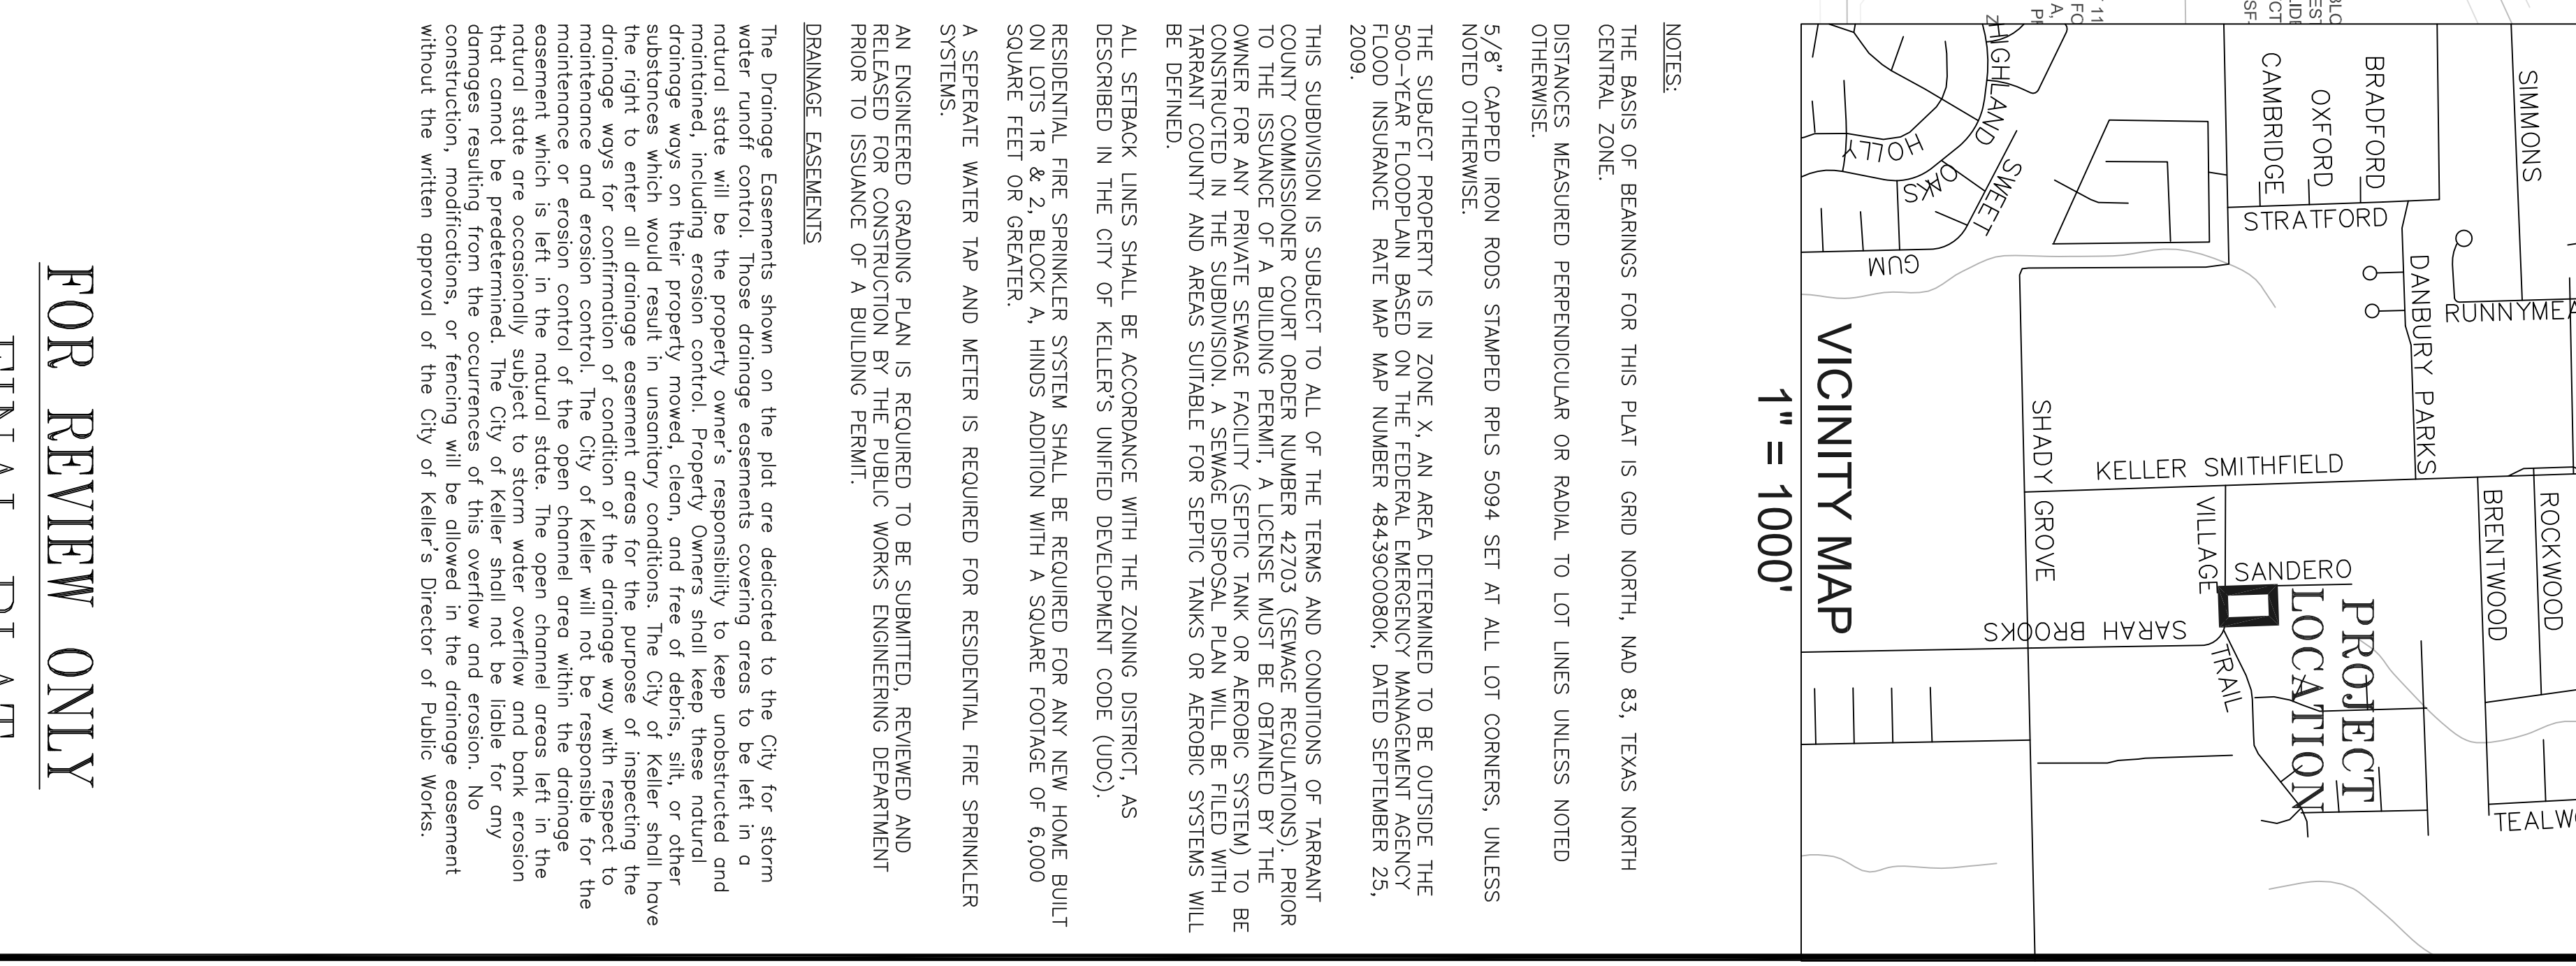 SIMMONS
BRADFORD
OXFORD
CAMBRIDGE
STRATFORD
HIGHLAND
HOLLY
OAKS
SWEET
GUM
DANBURY PARKS
SHADY GROVE
KELLER SMITHFIELD
VILLAGE TRAIL
SANDERO
BRENTWOOD
ROCKWOOD
SARAH BROOKS
PROJECT
LOCATION
VICINITY MAP
1" = 1000'
NOTES:
THE BASIS OF BEARINGS FOR THIS PLAT IS GRID NORTH, NAD 83, TEXAS NORTH
CENTRAL ZONE.
DISTANCES MEASURED PERPENDICULAR OR RADIAL TO LOT LINES UNLESS NOTED
OTHERWISE.
5/8" CAPPED IRON RODS STAMPED RPLS 5094 SET AT ALL LOT CORNERS, UNLESS
NOTED OTHERWISE.
THE SUBJECT PROPERTY IS IN ZONE X, AN AREA DETERMINED TO BE OUTSIDE THE
500-YEAR FLOODPLAIN BASED ON THE FEDERAL EMERGENCY MANAGEMENT AGENCY
FLOOD INSURANCE RATE MAP MAP NUMBER 48439C0080K, DATED SEPTEMBER 25,
2009.
THIS SUBDIVISION IS SUBJECT TO ALL OF THE TERMS AND CONDITIONS OF TARRANT
COUNTY COMMISSIONER COURT ORDER NUMBER 42703 (SEWAGE REGULATIONS). PRIOR
TO THE ISSUANCE OF A BUILDING PERMIT, A LICENSE MUST BE OBTAINED BY THE
OWNER FOR ANY PRIVATE SEWAGE FACILITY (SEPTIC TANK OR AEROBIC SYSTEM) TO BE
CONSTRUCTED IN THE SUBDIVISION. A SEWAGE DISPOSAL PLAN WILL BE FILED WITH
TARRANT COUNTY AND AREAS SUITABLE FOR SEPTIC TANKS OR AEROBIC SYSTEMS WILL
BE DEFINED.
ALL SETBACK LINES SHALL BE ACCORDANCE WITH THE ZONING DISTRICT, AS
DESCRIBED IN THE CITY OF KELLER'S UNIFIED DEVELOPMENT CODE (UDC).
RESIDENTIAL FIRE SPRINKLER SYSTEM SHALL BE REQUIRED FOR ANY NEW HOME BUILT
ON LOTS 1R & 2, BLOCK A, HINDS ADDITION WITH A SQUARE FOOTAGE OF 6,000
SQUARE FEET OR GREATER.
A SEPERATE WATER TAP AND METER IS REQUIRED FOR RESIDENTIAL FIRE SPRINKLER
SYSTEMS.
AN ENGINEERED GRADING PLAN IS REQUIRED TO BE SUBMITTED, REVIEWED AND
RELEASED FOR CONSTRUCTION BY THE PUBLIC WORKS ENGINEERING DEPARTMENT
PRIOR TO ISSUANCE OF A BUILDING PERMIT.
DRAINAGE EASEMENTS
The Drainage Easements shown on the plat are dedicated to the City for storm
water runoff control. Those drainage easements covering areas to be left in a
natural state will be the property owner's responsibility to keep unobstructed and
maintained, including erosion control. Property Owners shall keep these natural
drainage ways on their property mowed, clean, and free of debris, silt, or other
substances which would result in unsanitary conditions. The City of Keller shall have
the right to enter all drainage easement areas for the purpose of inspecting the
drainage ways for confirmation of condition of the drainage way with respect to
maintenance and erosion control. The City of Keller will not be responsible for the
maintenance or erosion control of the open channel area within the drainage
easement which is left in the natural state. The open channel areas left in the
natural state are occasionally subject to storm water overflow and bank erosion
that cannot be predetermined. The City of Keller shall not be liable for any
damages resulting from the occurrences of this overflow and erosion. No
construction, modifications, or fencing will be allowed in the drainage easement
without the written approval of the City of Keller's Director of Public Works.
FOR REVIEW ONLY